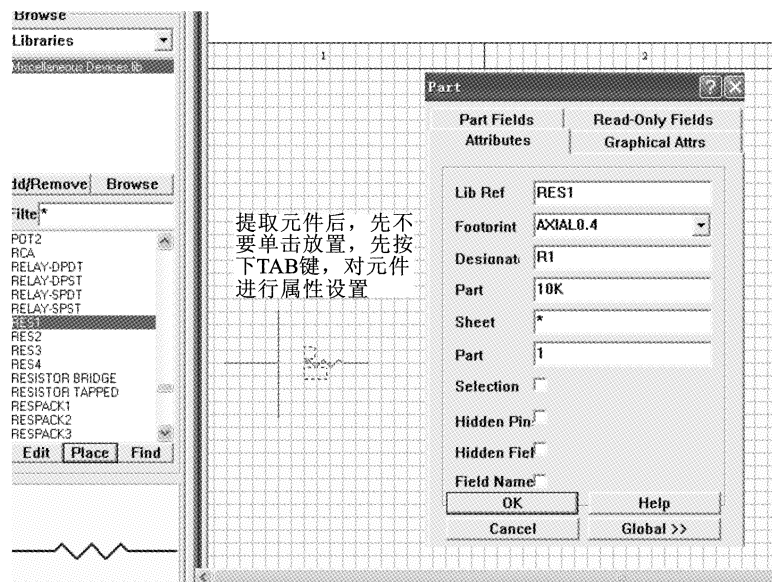 Browse
Libraries
Miscellaneous Devices.lib
dd/Remove Browse
Filte *
POT2
RCA
RELAY-DPDT
RELAY-DPST
RELAY-SPDT
RELAY-SPST
RES1
RES2
RES3
RES4
RESISTOR BRIDGE
RESISTOR TAPPED
RESPACK1
RESPACK2
RESPACK3
Edit Place Find
1 2
提取元件后，先不
要单击放置，先按
下TAB键，对元件
进行属性设置
Part
Part Fields Read-Only Fields
Attributes Graphical Attrs
Lib Ref RES1
Footprint AXIAL0.4
Designat R1
Part 10K
Sheet *
Part 1
Selection
Hidden Pin
Hidden Fiel
Field Name
OK Help
Cancel Global >>